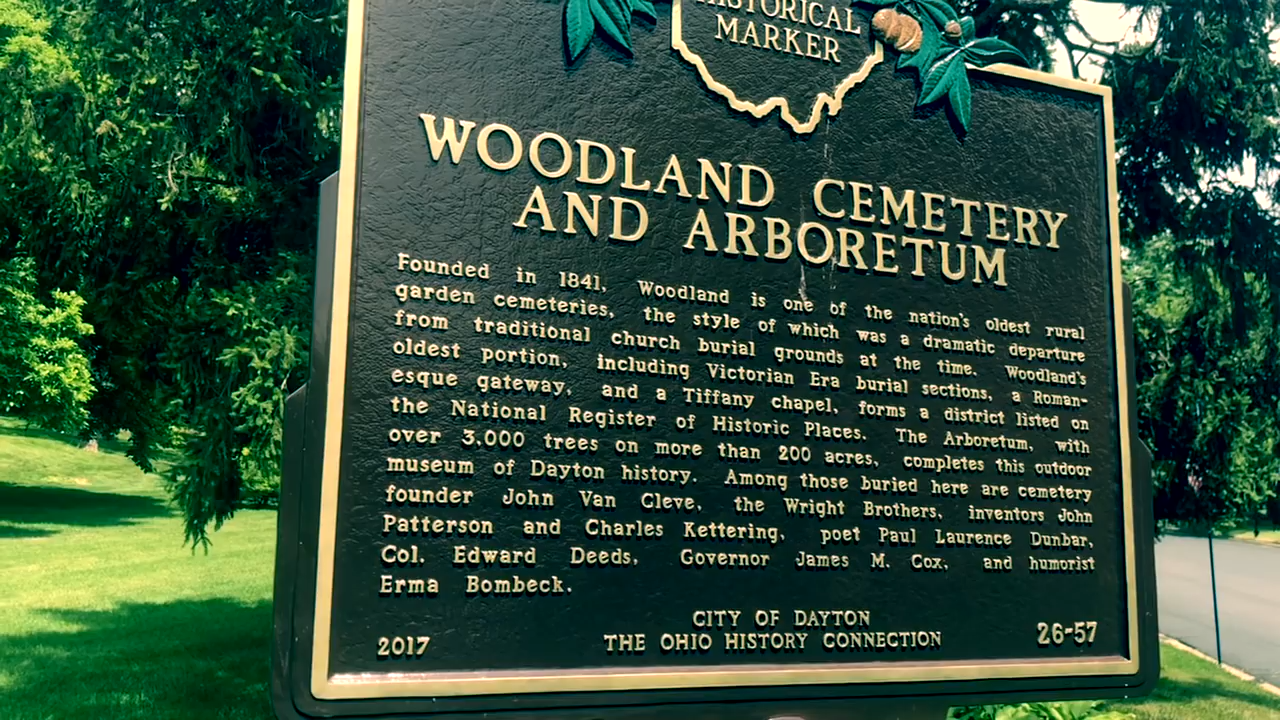 HISTORICAL
MARKER
WOODLAND CEMETERY
AND ARBORETUM
Founded in 1841, Woodland is one of the nation's oldest rural
garden cemeteries, the style of which was a dramatic departure
from traditional church burial grounds at the time. Woodland's
oldest portion, including Victorian Era burial sections, a Roman-
esque gateway, and a Tiffany chapel, forms a district listed on
the National Register of Historic Places. The Arboretum, with
over 3,000 trees on more than 200 acres, completes this outdoor
museum of Dayton history. Among those buried here are cemetery
founder John Van Cleve, the Wright Brothers, inventors John
Patterson and Charles Kettering, poet Paul Laurence Dunbar,
Col. Edward Deeds, Governor James M. Cox, and humorist
Erma Bombeck.
CITY OF DAYTON
THE OHIO HISTORY CONNECTION
2017
26-57